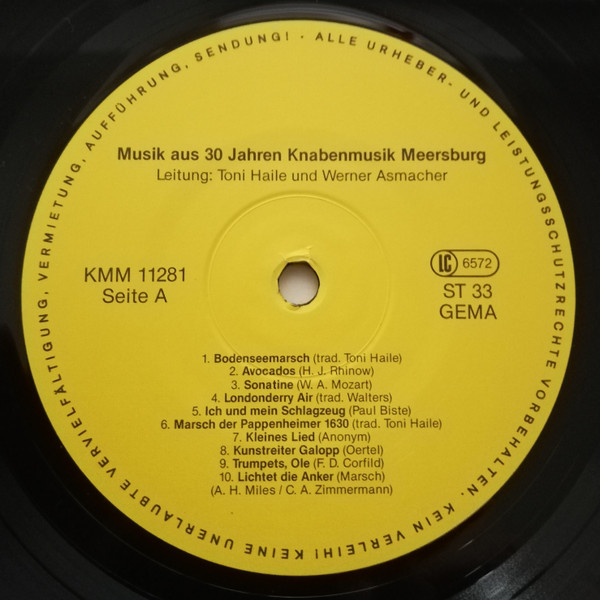 · ALLE URHEBER- UND LEISTUNGSSCHUTZRECHTE VORBEHALTEN. KEIN VERLEIH! KEINE UNERLAUBTE VERVIELFÄLTIGUNG, VERMIETUNG, AUFFÜHRUNG, SENDUNG!
Musik aus 30 Jahren Knabenmusik Meersburg
Leitung: Toni Haile und Werner Asmacher
KMM 11281
Seite A
LC 6572
ST 33
GEMA
1. Bodenseemarsch (trad. Toni Haile)
2. Avocados (H. J. Rhinow)
3. Sonatine (W. A. Mozart)
4. Londonderry Air (trad. Walters)
5. Ich und mein Schlagzeug (Paul Biste)
6. Marsch der Pappenheimer 1630 (trad. Toni Haile)
7. Kleines Lied (Anonym)
8. Kunstreiter Galopp (Oertel)
9. Trumpets, Ole (F. D. Corfild)
10. Lichtet die Anker (Marsch)
(A. H. Miles / C. A. Zimmermann)